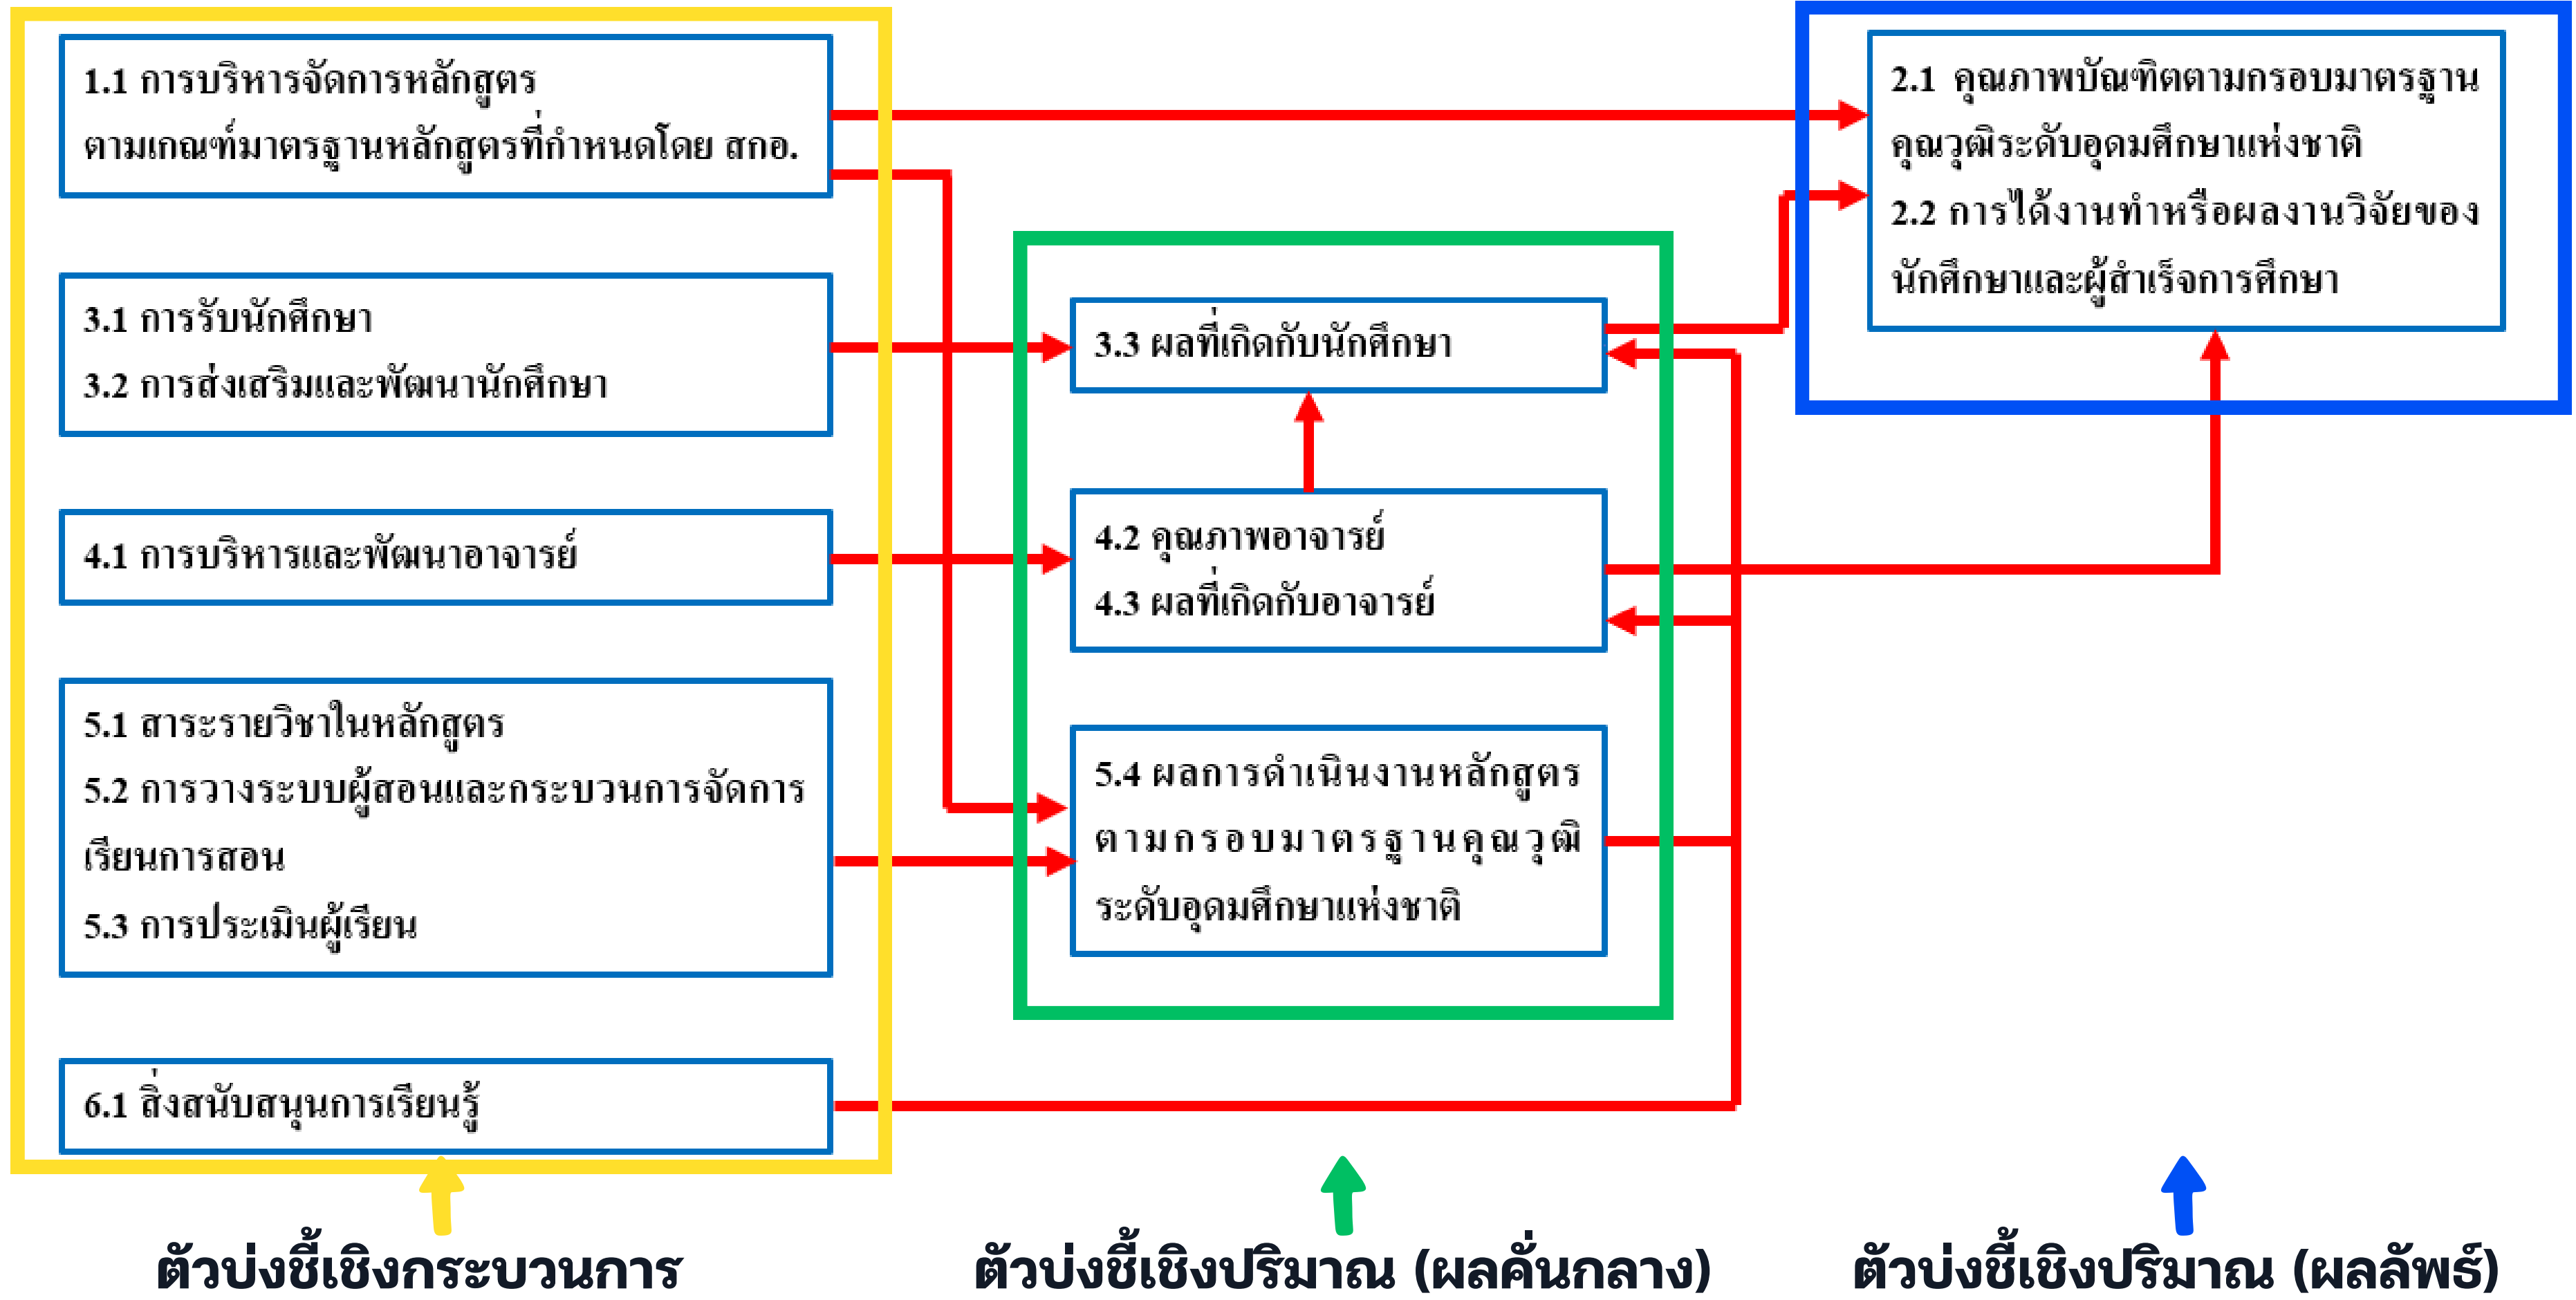 1.1 การบริหารจัดการหลักสูตร
ตามเกณฑ์มาตรฐานหลักสูตรที่กำหนดโดย สกอ.
3.1 การรับนักศึกษา
3.2 การส่งเสริมและพัฒนานักศึกษา
4.1 การบริหารและพัฒนาอาจารย์
5.1 สาระรายวิชาในหลักสูตร
5.2 การวางระบบผู้สอนและกระบวนการจัดการ
เรียนการสอน
5.3 การประเมินผู้เรียน
6.1 สิ่งสนับสนุนการเรียนรู้
ตัวบ่งชี้เชิงกระบวนการ
3.3 ผลที่เกิดกับนักศึกษา
4.2 คุณภาพอาจารย์
4.3 ผลที่เกิดกับอาจารย์
5.4 ผลการดำเนินงานหลักสูตร
ตามกรอบมาตรฐานคุณวุฒิ
ระดับอุดมศึกษาแห่งชาติ
ตัวบ่งชี้เชิงปริมาณ (ผลคั่นกลาง)
2.1 คุณภาพบัณฑิตตามกรอบมาตรฐาน
คุณวุฒิระดับอุดมศึกษาแห่งชาติ
2.2 การได้งานทำหรือผลงานวิจัยของ
นักศึกษาและผู้สำเร็จการศึกษา
ตัวบ่งชี้เชิงปริมาณ (ผลลัพธ์)